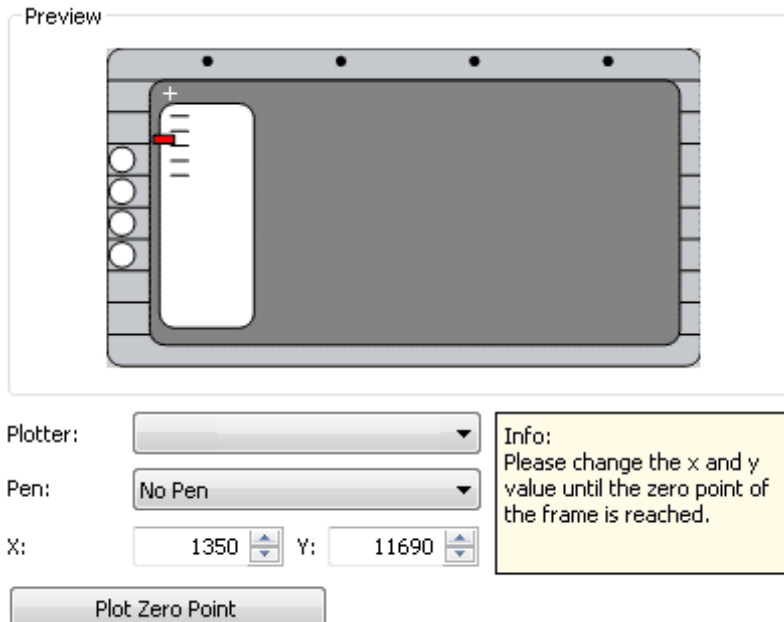 Preview
Plotter:
Pen:
No Pen
X:
1350
Y:
11690
Info:
Please change the x and y
value until the zero point of
the frame is reached.
Plot Zero Point